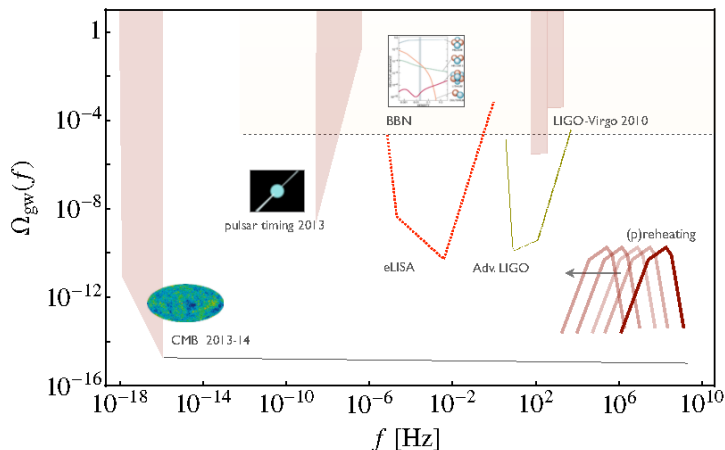 1
10^{-4}
10^{-8}
10^{-12}
10^{-16}
Ω_{gw}(f)
BBN
LIGO-Virgo 2010
pulsar timing 2013
(p)reheating
eLISA
Adv. LIGO
CMB 2013-14
10^{-18} 10^{-14} 10^{-10} 10^{-6} 10^{-2} 10^{2} 10^{6} 10^{10}
f [Hz]